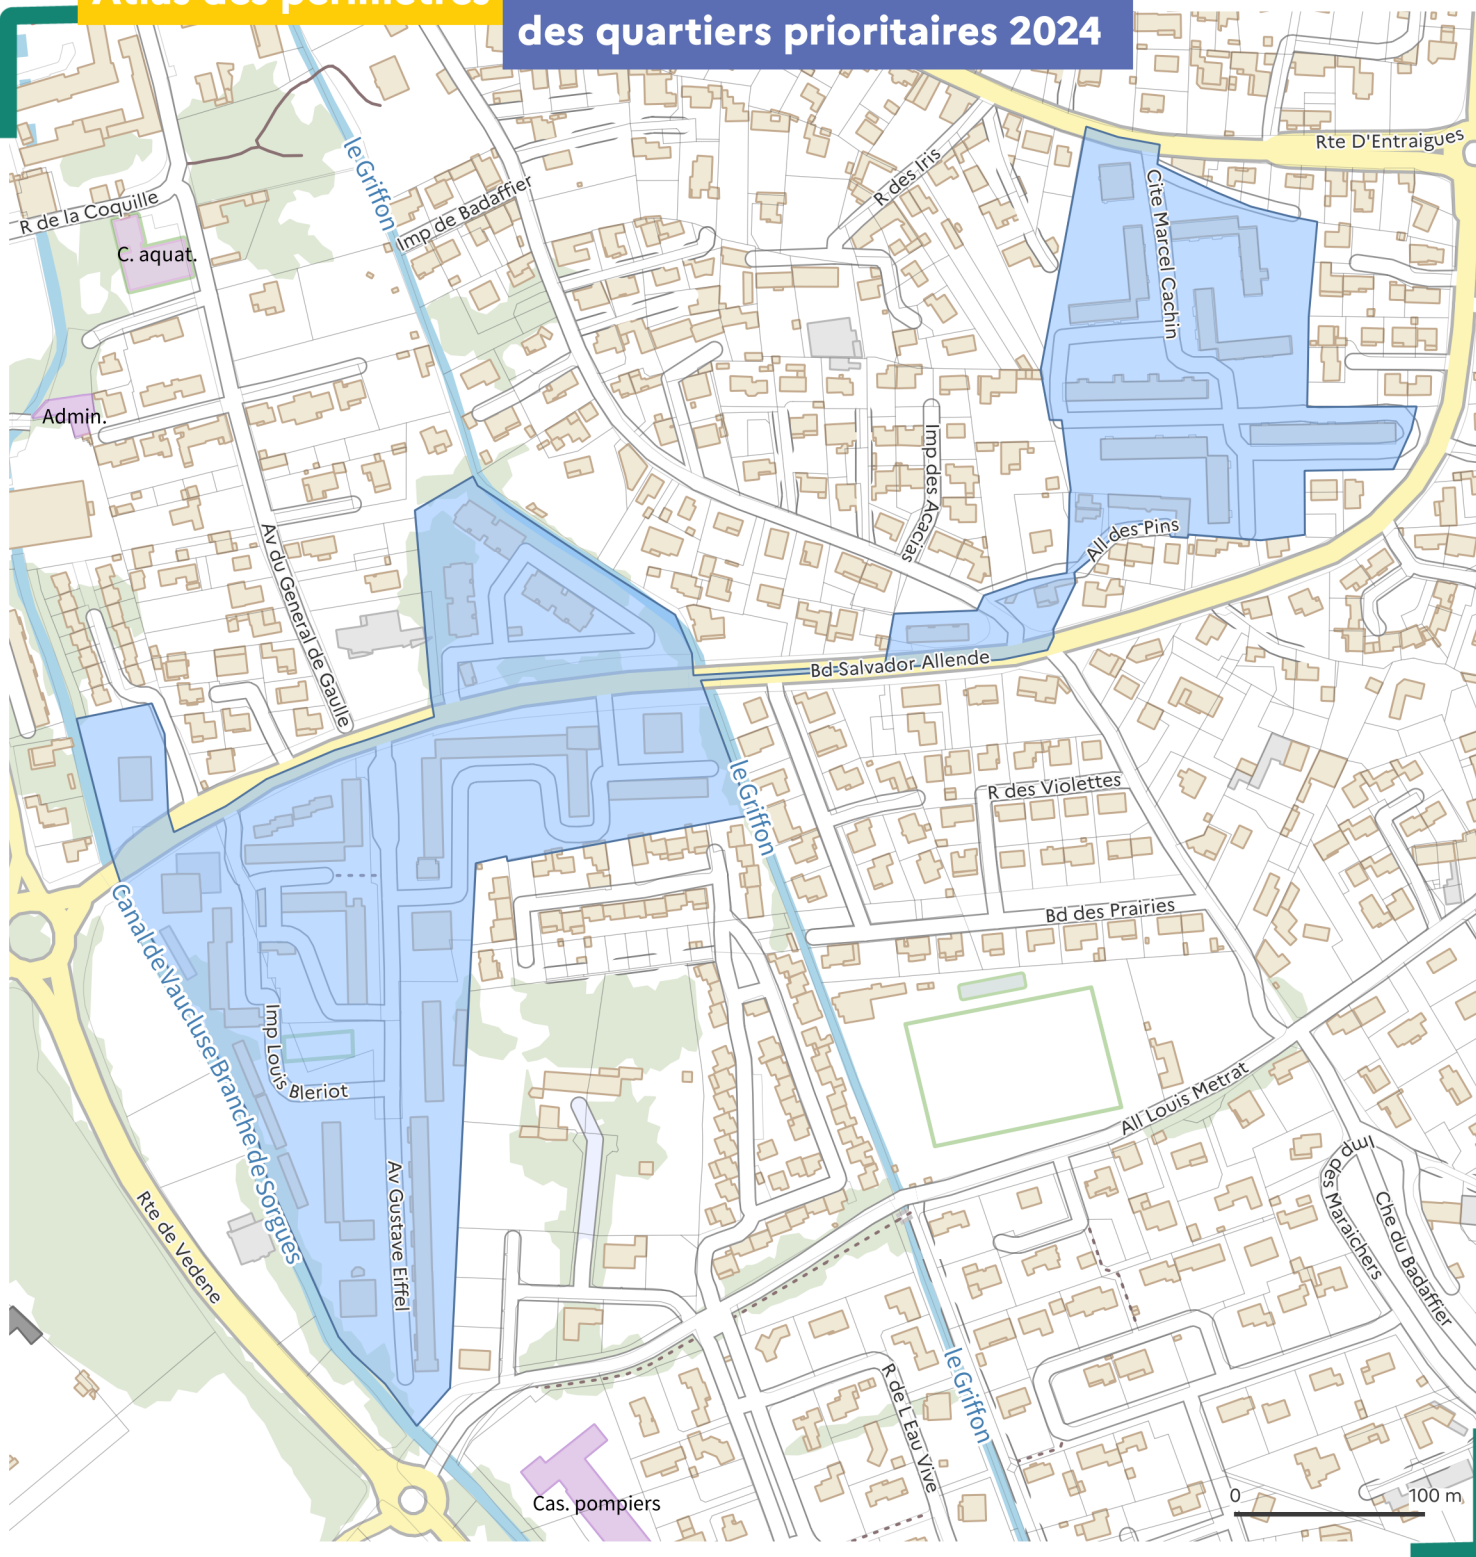 Atlas des périmètres
des quartiers prioritaires 2024
Rte D'Entraigues
le Griffon
R des Iris
Imp de Badaffier
R de la Coquille
C. aquat.
Cite Marcel Cachin
Admin.
Imp des Acacias
All des Pins
Av du General de Gaulle
Bd Salvador Allende
le Griffon
R des Violettes
Bd des Prairies
Canal de Vaucluse Branche de Sorgues
Imp Louis Bleriot
All Louis Metrat
Imp des Maraichers
Av Gustave Eiffel
Rte de Vedene
Che du Badaffier
le Griffon
R de L Eau Vive
Cas. pompiers
0 100 m